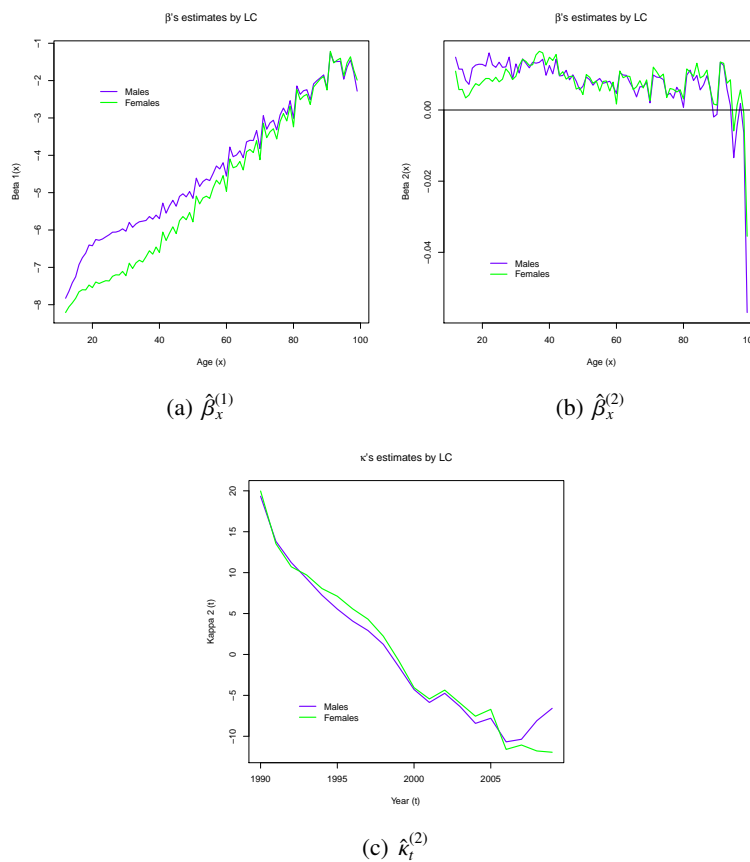 β's estimates by LC
Beta 1(x)
−1
−2
−3
−4
−5
−6
−7
−8
Males
Females
20 40 60 80 100
Age (x)
(a) β̂ₓ⁽¹⁾
β's estimates by LC
Beta 2(x)
0.00
−0.02
−0.04
Males
Females
20 40 60 80 100
Age (x)
(b) β̂ₓ⁽²⁾
κ's estimates by LC
Kappa 2 (t)
20
15
10
5
0
−5
−10
Males
Females
1990 1995 2000 2005
Year (t)
(c) κ̂ₜ⁽²⁾